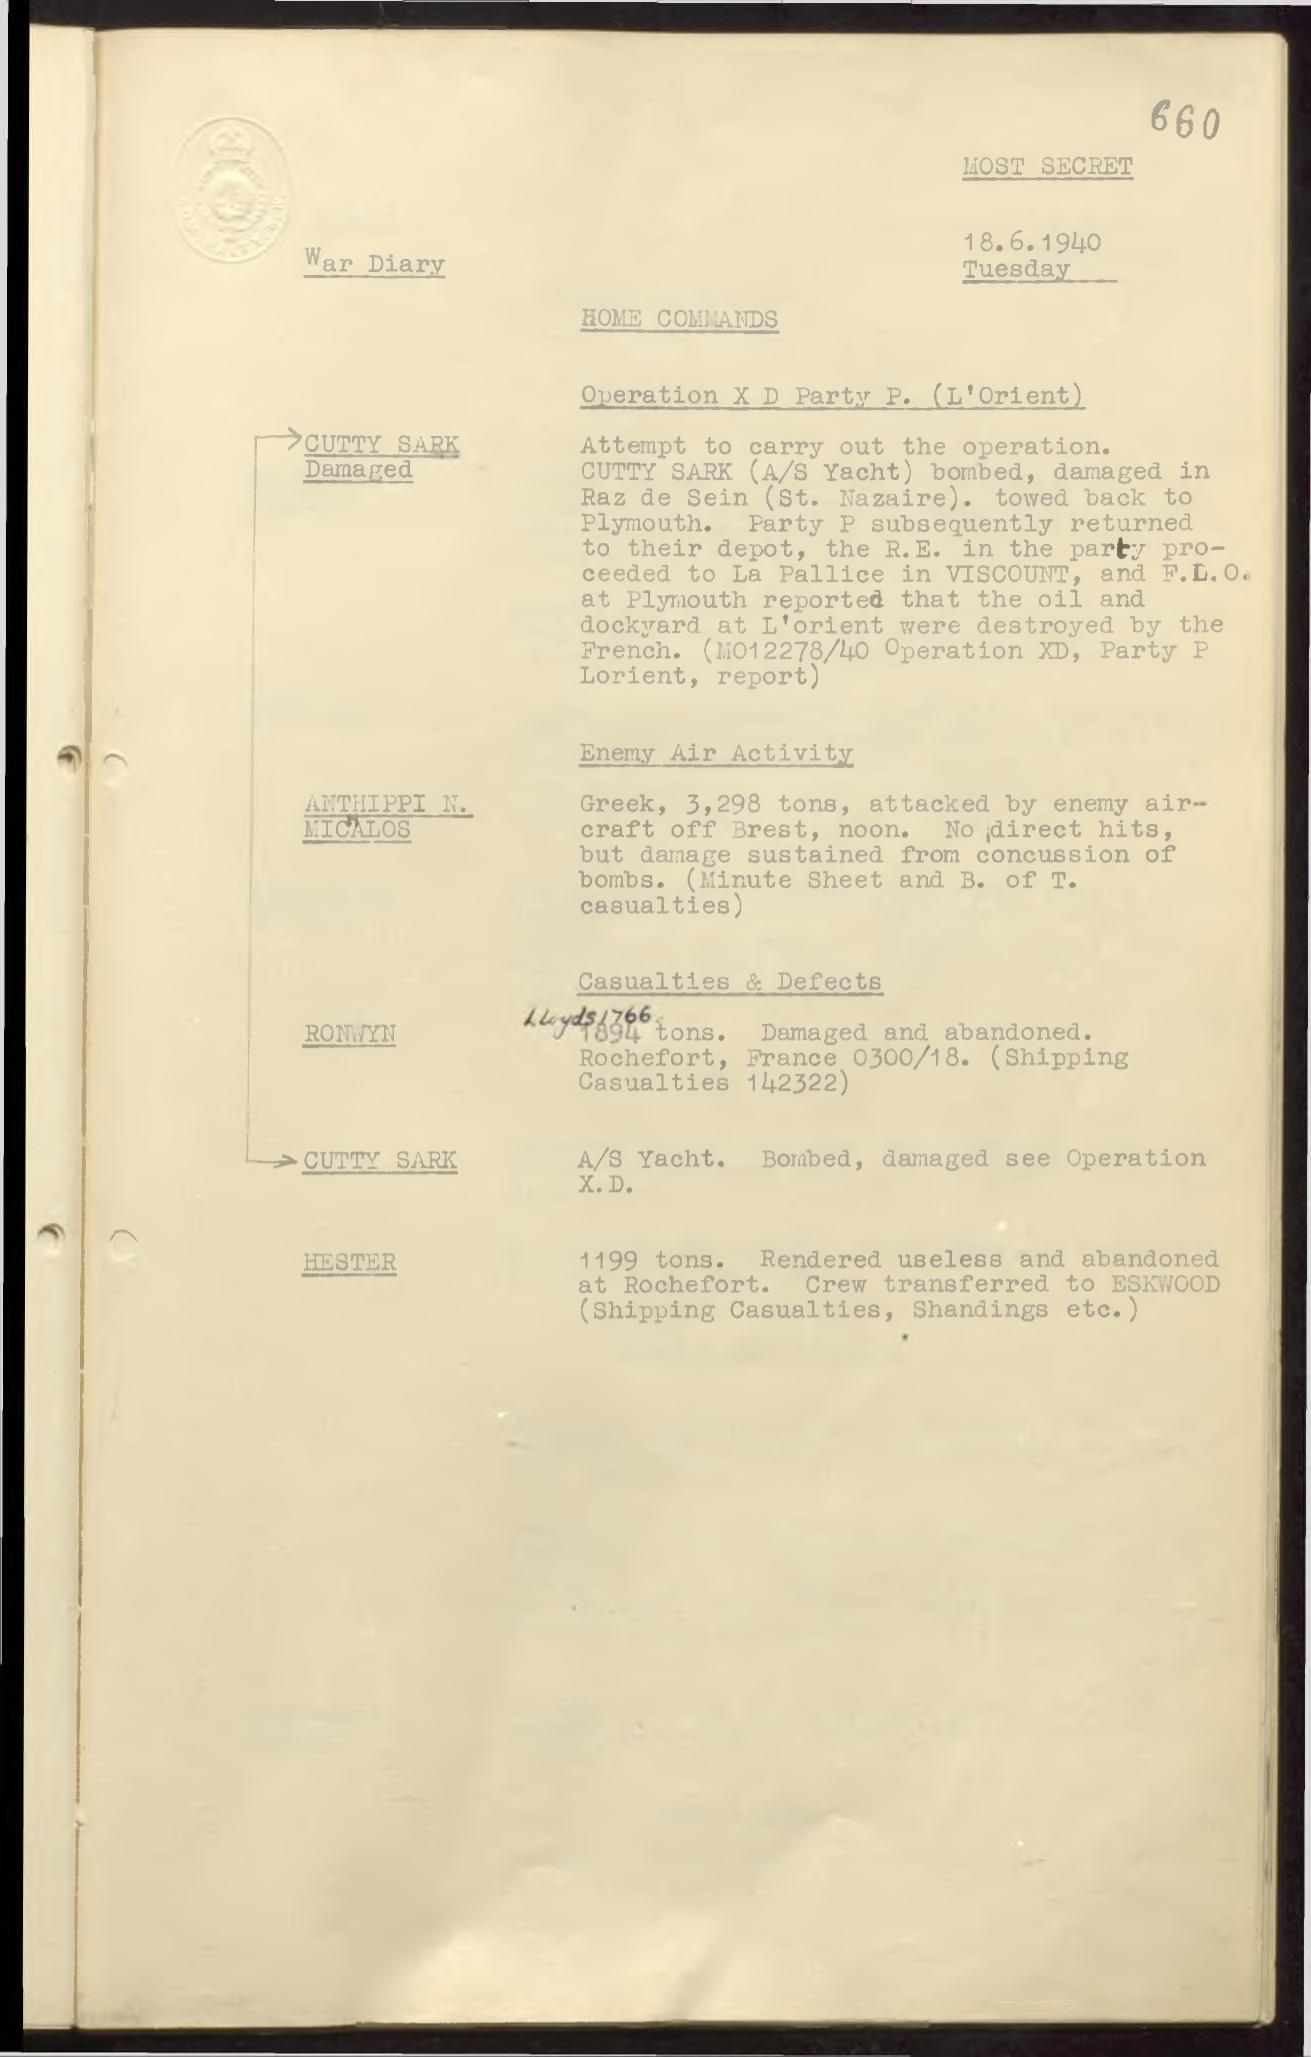 660
MOST SECRET
18.6.1940
Tuesday
War Diary
HOME COMMANDS
Operation X D Party P. (L'Orient)
CUTTY SARK
Damaged
Attempt to carry out the operation.
CUTTY SARK (A/S Yacht) bombed, damaged in
Raz de Sein (St. Nazaire). towed back to
Plymouth. Party P subsequently returned
to their depot, the R.E. in the party pro-
ceeded to La Pallice in VISCOUNT, and F.L.O.
at Plymouth reported that the oil and
dockyard at L'orient were destroyed by the
French. (M012278/40 Operation XD, Party P
Lorient, report)
Enemy Air Activity
ANTHIPPI N.
MICALOS
Greek, 3,298 tons, attacked by enemy air-
craft off Brest, noon. No direct hits,
but damage sustained from concussion of
bombs. (Minute Sheet and B. of T.
casualties)
Casualties & Defects
Lloyds 1766
RONWYN
1894 tons. Damaged and abandoned.
Rochefort, France 0300/18. (Shipping
Casualties 142322)
CUTTY SARK
A/S Yacht. Bombed, damaged see Operation
X.D.
HESTER
1199 tons. Rendered useless and abandoned
at Rochefort. Crew transferred to ESKWOOD
(Shipping Casualties, Shandings etc.)